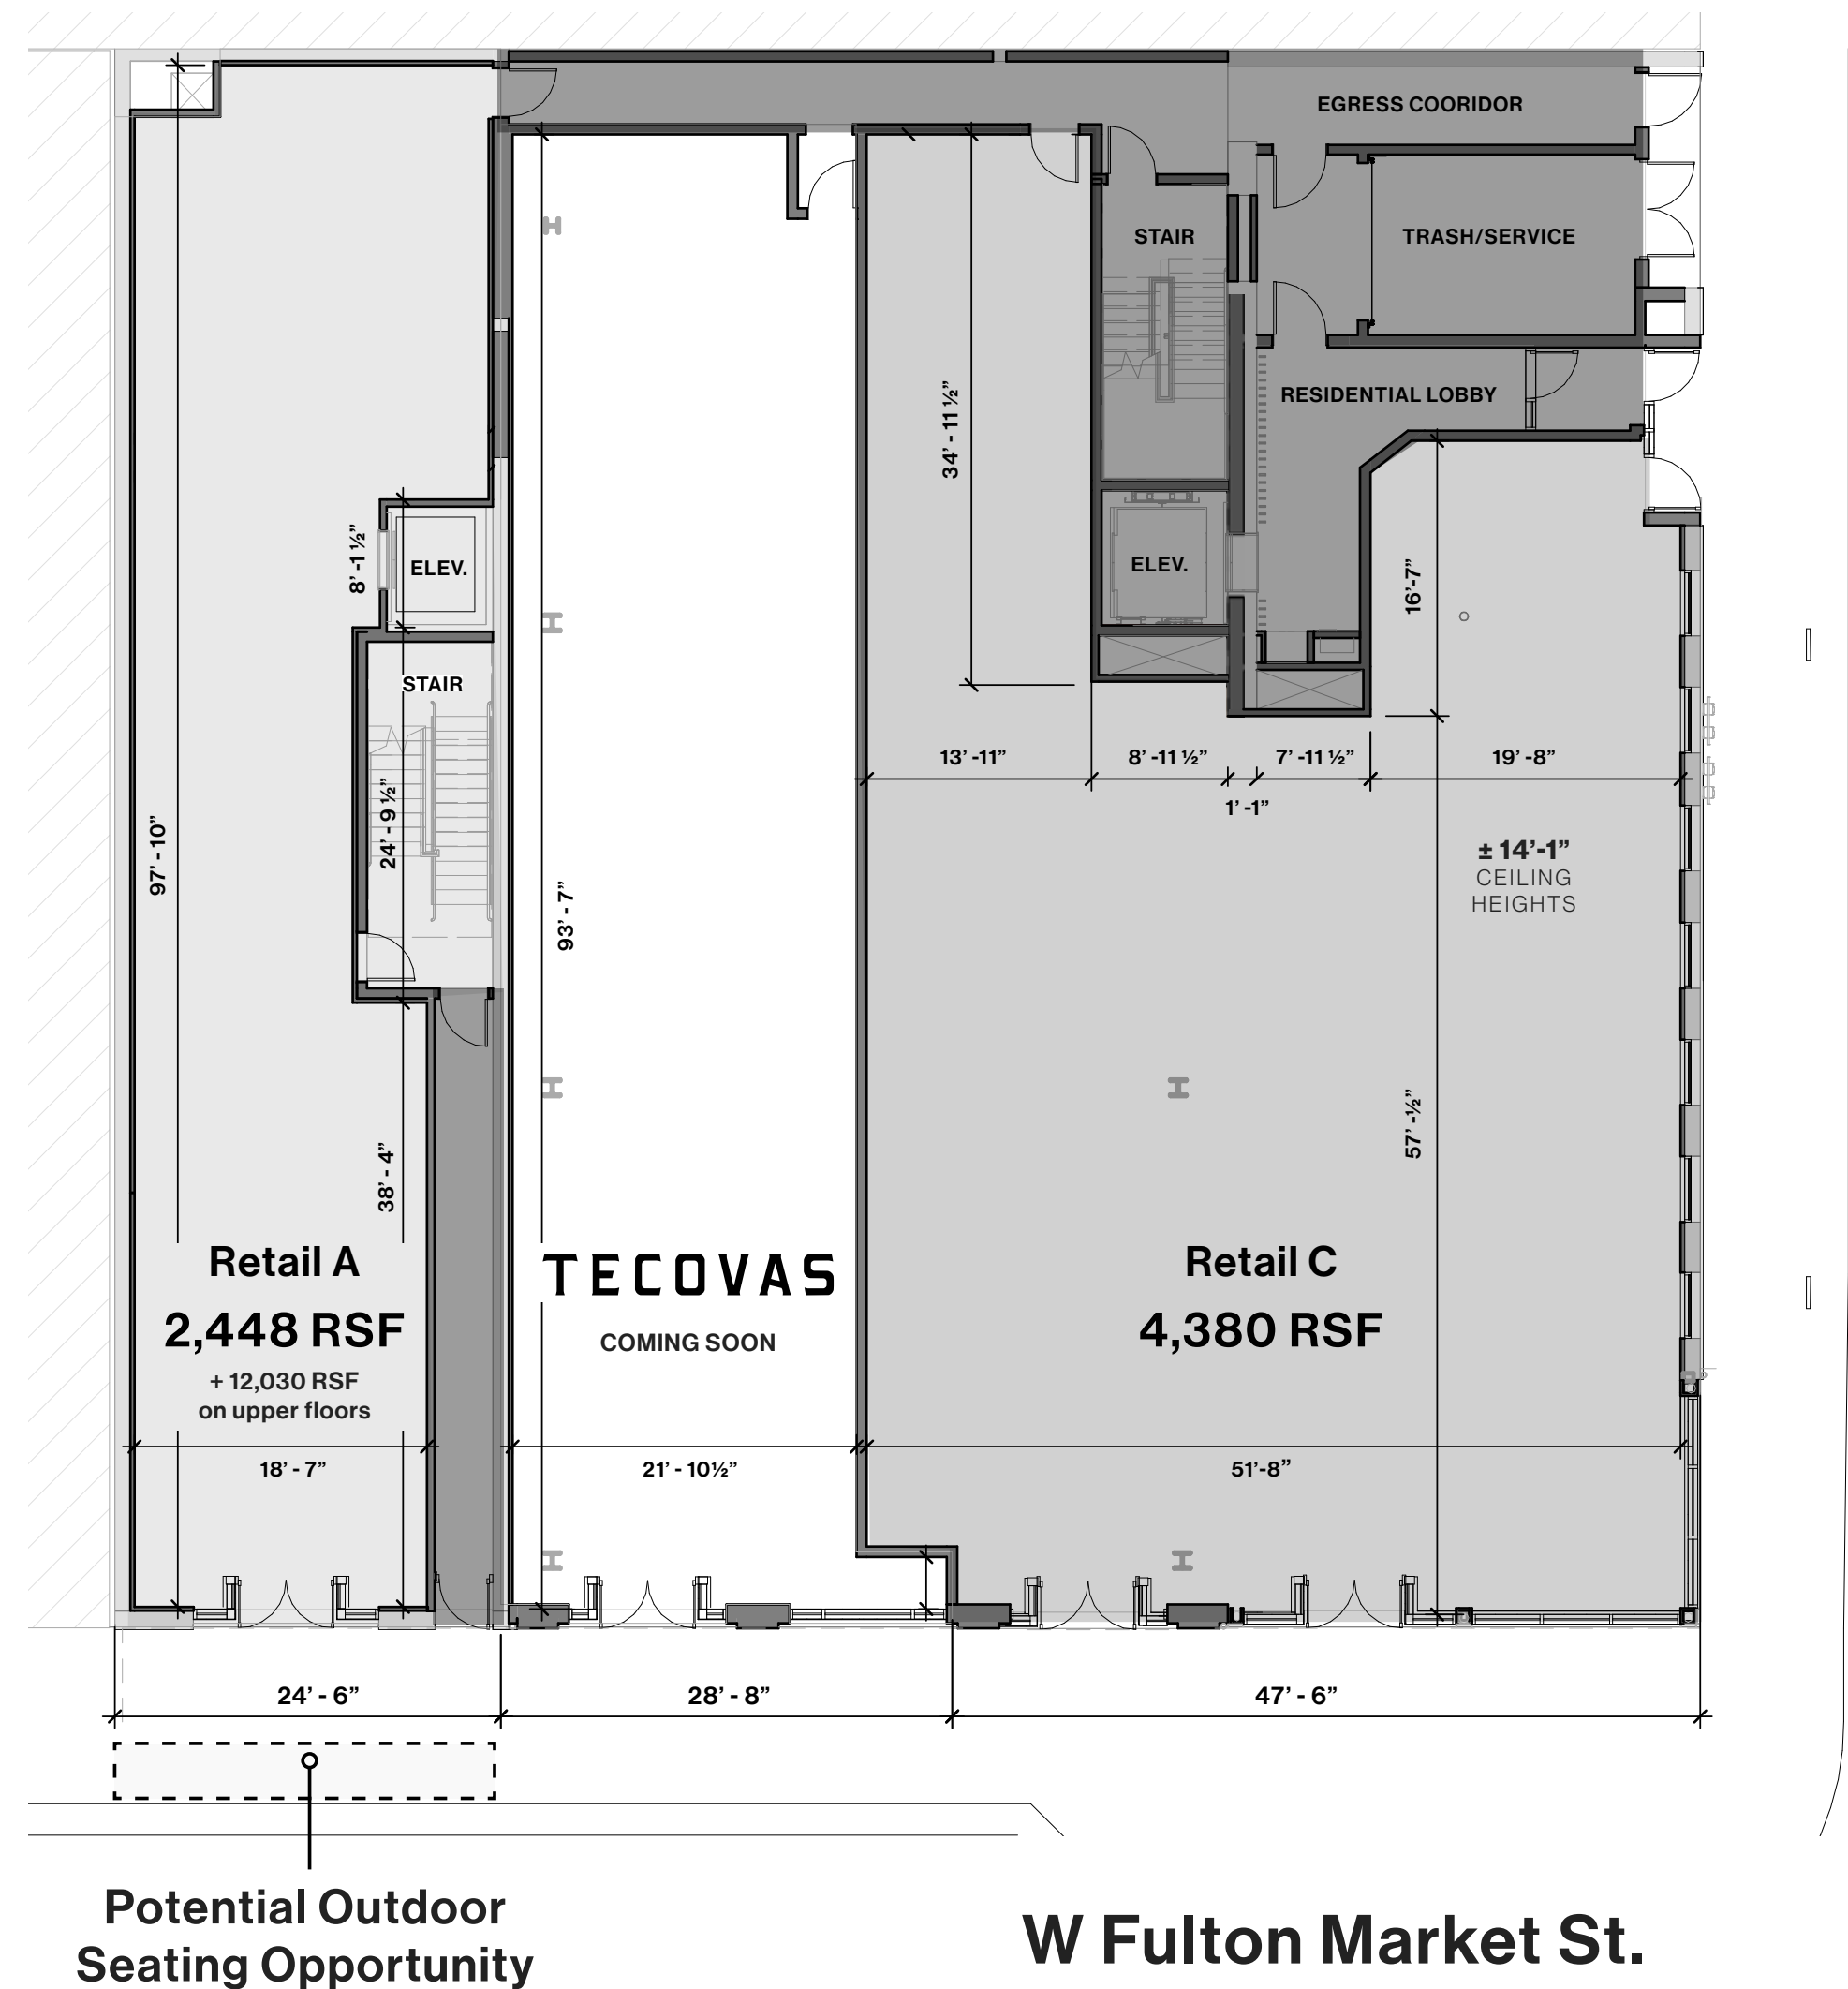 EGRESS COORIDOR
STAIR
TRASH/SERVICE
34’ - 11 ½”
RESIDENTIAL LOBBY
8’ -1 ½”
ELEV.
ELEV.
16’-7”
STAIR
13’ -11”
8’ -11 ½”
7’ -11 ½”
19’ -8”
1’ -1”
24’ - 9 ½”
97’ - 10”
± 14’-1”
CEILING
HEIGHTS
93’ - 7”
57’ -½”
38’ - 4”
Retail A
2,448 RSF
+ 12,030 RSF
on upper floors
TECOVAS
COMING SOON
Retail C
4,380 RSF
18’ - 7”
21’ - 10½”
51’-8”
24’ - 6”
28’ - 8”
47’ - 6”
Potential Outdoor
Seating Opportunity
W Fulton Market St.